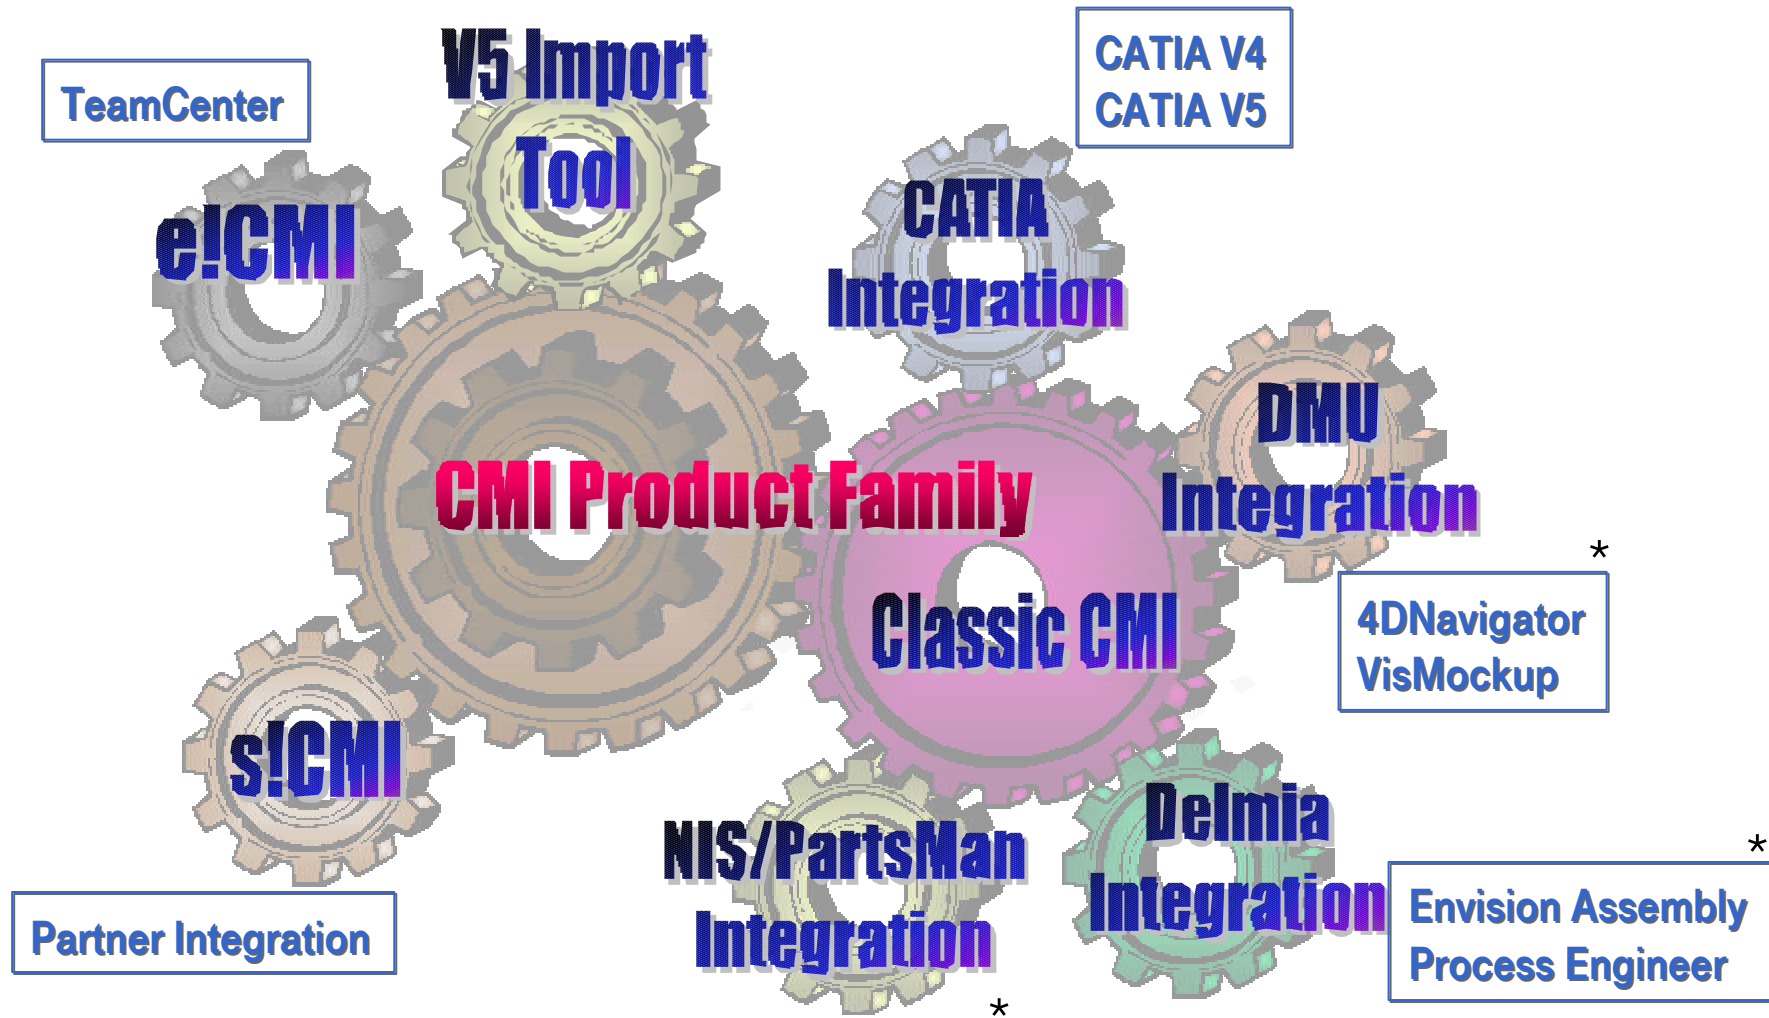 TeamCenter
V5 Import
Tool
CATIA V4
CATIA V5
e!CMI
CATIA
Integration
DMU
Integration
*
4DNavigator
VisMockup
CMI Product Family
Classic CMI
s!CMI
Partner Integration
NIS/PartsMan
Integration
*
Delmia
Integration
*
Envision Assembly
Process Engineer